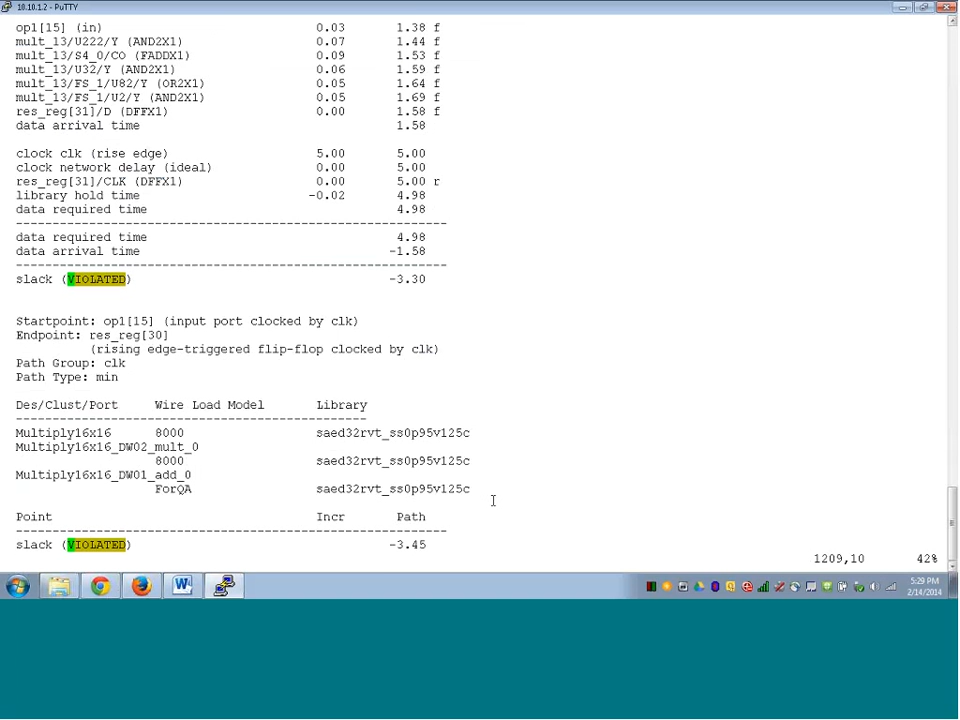 10.10.1.2 - PuTTY
op1[15] (in) 0.03 1.38 f
mult_13/U222/Y (AND2X1) 0.07 1.44 f
mult_13/S4_0/CO (FADDX1) 0.09 1.53 f
mult_13/U32/Y (AND2X1) 0.06 1.59 f
mult_13/FS_1/U82/Y (OR2X1) 0.05 1.64 f
mult_13/FS_1/U2/Y (AND2X1) 0.05 1.69 f
res_reg[31]/D (DFFX1) 0.00 1.58 f
data arrival time 1.58
clock clk (rise edge) 5.00 5.00
clock network delay (ideal) 0.00 5.00
res_reg[31]/CLK (DFFX1) 0.00 5.00 r
library hold time -0.02 4.98
data required time 4.98
data required time 4.98
data arrival time -1.58
slack (VIOLATED) -3.30
Startpoint: op1[15] (input port clocked by clk)
Endpoint: res_reg[30]
(rising edge-triggered flip-flop clocked by clk)
Path Group: clk
Path Type: min
Des/Clust/Port Wire Load Model Library
Multiply16x16 8000 saed32rvt_ss0p95v125c
Multiply16x16_DW02_mult_0
8000 saed32rvt_ss0p95v125c
Multiply16x16_DW01_add_0
ForQA saed32rvt_ss0p95v125c
Point Incr Path
slack (VIOLATED) -3.45
1209,10 42%
5:29 PM
2/14/2014